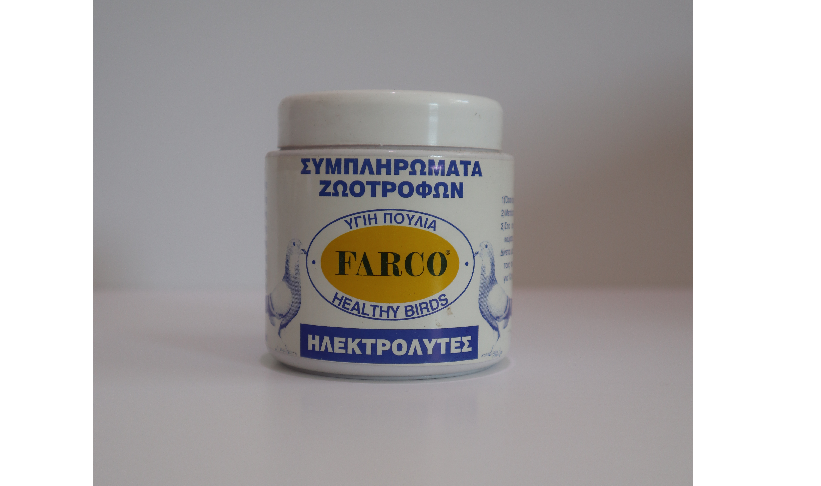 ΣΥΜΠΛΗΡΩΜΑΤΑ
ΖΩΟΤΡΟΦΩΝ
ΥΓΙΗ ΠΟΥΛΙΑ
FARCO
HEALTHY BIRDS
ΗΛΕΚΤΡΟΛΥΤΕΣ